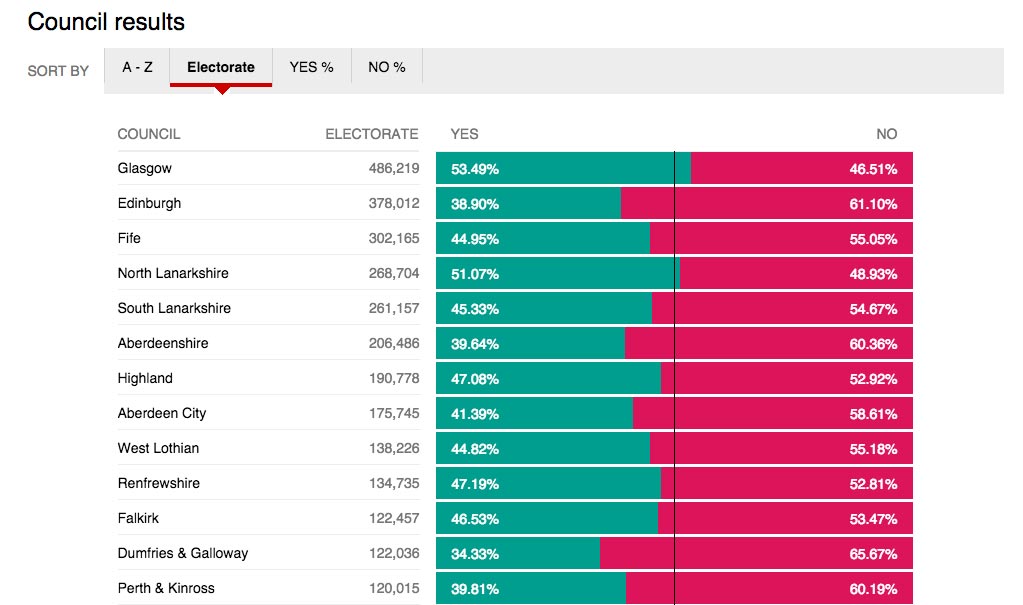 Council results
SORT BY A - Z Electorate YES % NO %
COUNCIL ELECTORATE YES NO
Glasgow 486,219 53.49% 46.51%
Edinburgh 378,012 38.90% 61.10%
Fife 302,165 44.95% 55.05%
North Lanarkshire 268,704 51.07% 48.93%
South Lanarkshire 261,157 45.33% 54.67%
Aberdeenshire 206,486 39.64% 60.36%
Highland 190,778 47.08% 52.92%
Aberdeen City 175,745 41.39% 58.61%
West Lothian 138,226 44.82% 55.18%
Renfrewshire 134,735 47.19% 52.81%
Falkirk 122,457 46.53% 53.47%
Dumfries & Galloway 122,036 34.33% 65.67%
Perth & Kinross 120,015 39.81% 60.19%